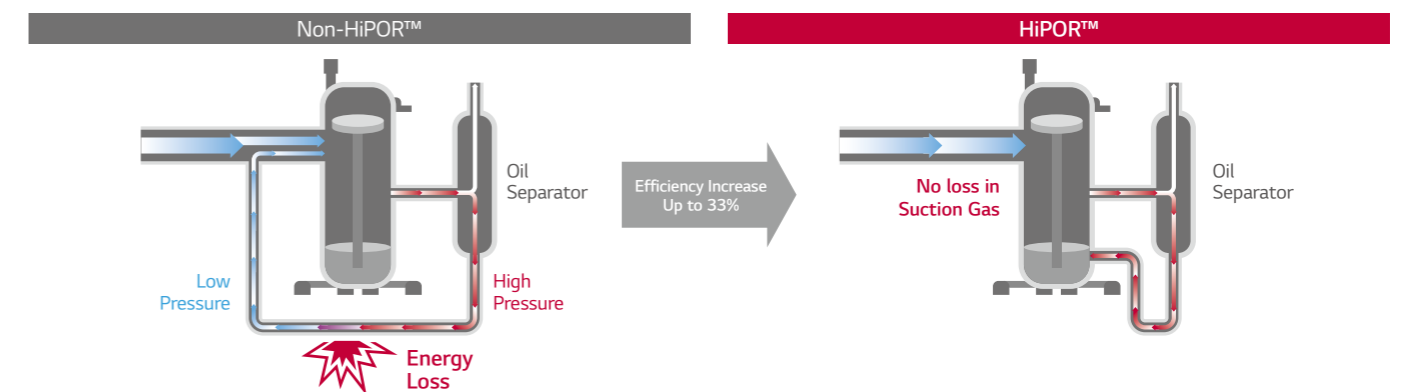 Non-HiPOR™
HiPOR™
Oil
Separator
Low
Pressure
High
Pressure
Energy
Loss
Efficiency Increase
Up to 33%
No loss in
Suction Gas
Oil
Separator